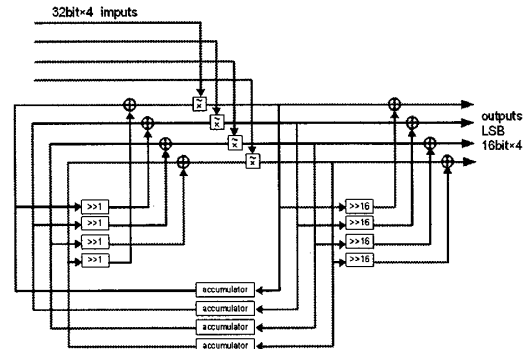 32bit×4 imputs
x̃
x̃
x̃
x̃
outputs
LSB
16bit×4
>>1
>>1
>>1
>>1
>>16
>>16
>>16
>>16
accumulator
accumulator
accumulator
accumulator